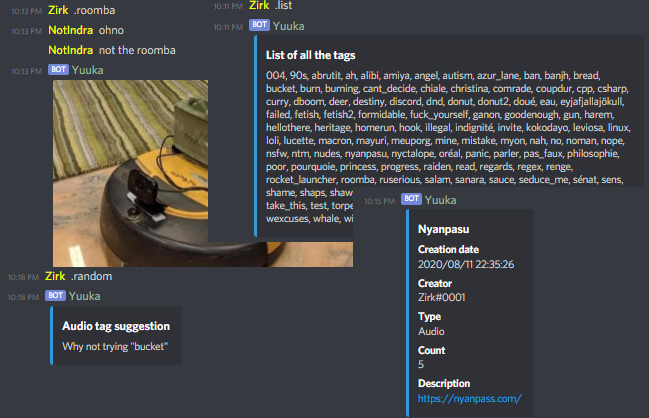 10:13 PM Zirk .roomba
NotIndra ohno
NotIndra not the roomba
10:13 PM BOT Yuuka
10:11 PM Zirk .list
10:11 PM BOT Yuuka
List of all the tags
004, 90s, abrutit, ah, alibi, amiya, angel, autism, azur_lane, ban, banjh, bread,
bucket, burn, burning, cant_decide, chiale, christina, comrade, coupdur, cpp, csharp,
curry, dboom, deer, destiny, discord, dnd, donut, donut2, doué, eau, eyjafjallajökull,
failed, fetish, fetish2, formidable, fuck_yourself, ganon, goodenough, gun, harem,
hellothere, heritage, homerun, hook, illegal, indignité, invite, kokodayo, leviosa, linux,
loli, lucette, macron, mayuri, meuporg, mine, mistake, myon, nah, no, noman, nope,
nsfw, ntm, nudes, nyanpasu, nyctalope, oréal, panic, parler, pas_faux, philosophie,
poor, pourquoie, princess, progress, raiden, read, regards, regex, renge,
rocket_launcher, roomba, ruserious, salam, sanara, sauce, seduce_me, sénat, sens,
shame, shaps, shaw
take_this, test, torpe
wexcuses, whale, wi
10:15 PM BOT Yuuka
Nyanpasu
Creation date
2020/08/11 22:35:26
Creator
Zirk#0001
Type
Audio
Count
5
Description
https://nyanpass.com/
10:18 PM Zirk .random
10:18 PM BOT Yuuka
Audio tag suggestion
Why not trying "bucket"